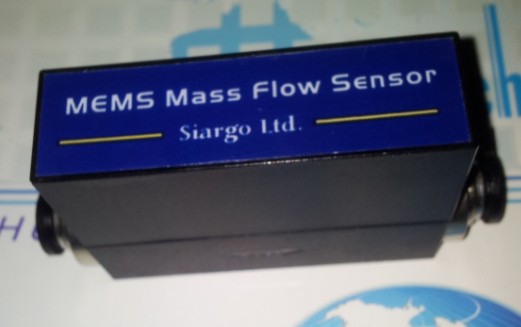 MEMS Mass Flow Sensor
Siargo Ltd.